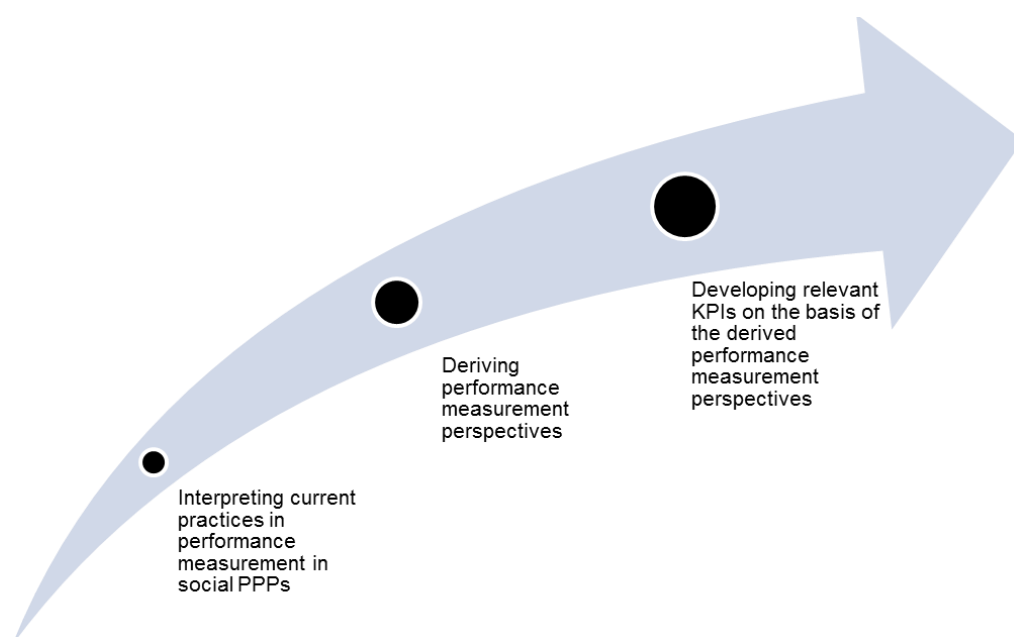 Developing relevant
KPIs on the basis of
the derived
performance
measurement
perspectives
Deriving
performance
measurement
perspectives
Interpreting current
practices in
performance
measurement in
social PPPs